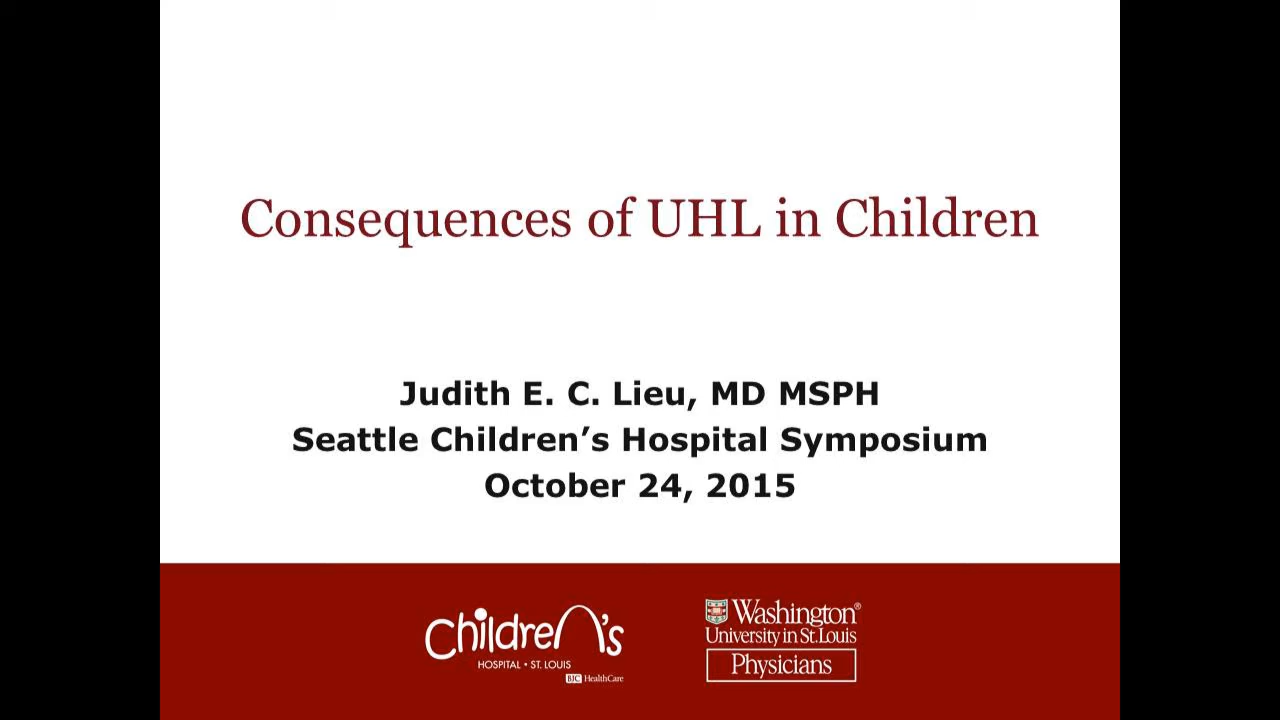 Consequences of UHL in Children
Judith E. C. Lieu, MD MSPH
Seattle Children’s Hospital Symposium
October 24, 2015
Children's
HOSPITAL • ST. LOUIS
BJC HealthCare
Washington®
University in St. Louis
Physicians